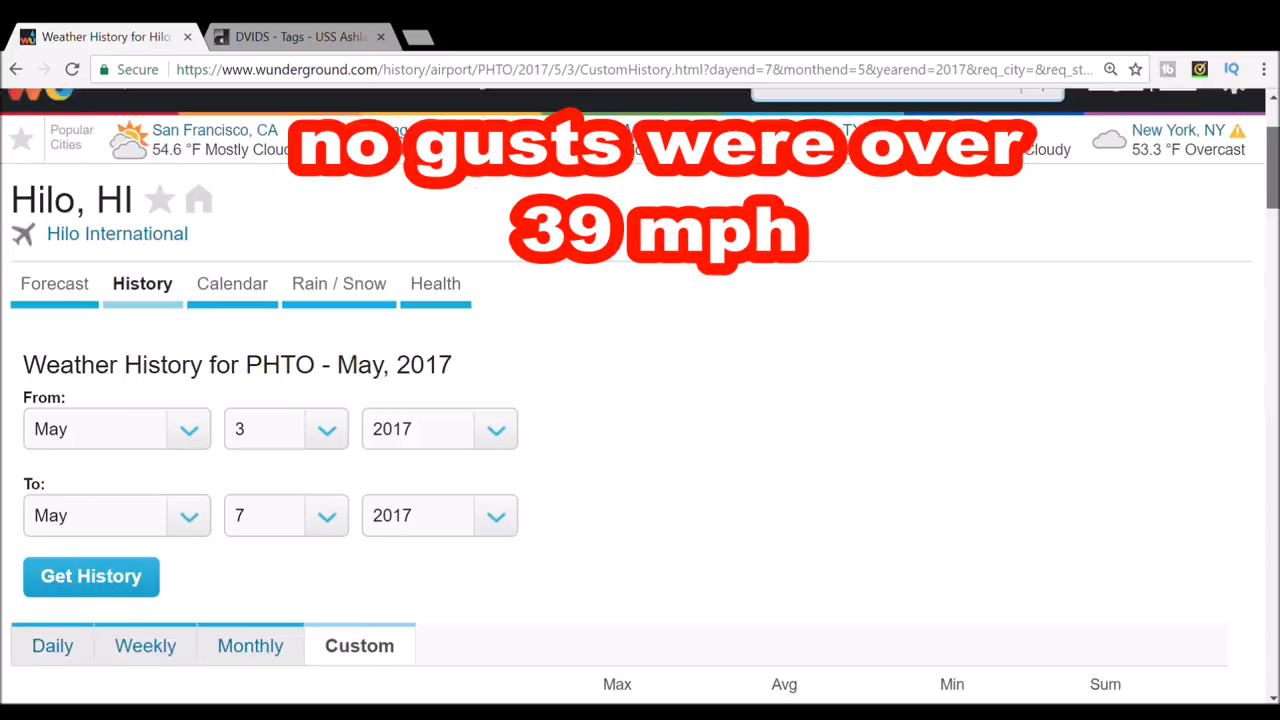 Weather History for Hilo,
DVIDS - Tags - USS Ashla
Secure
https://www.wunderground.com/history/airport/PHTO/2017/5/3/CustomHistory.html?dayend=7&monthend=5&yearend=2017&req_city=&req_st...
Popular
Cities
San Francisco, CA
54.6 °F Mostly Cloudy
TX
Cloudy
New York, NY
53.3 °F Overcast
no gusts were over
39 mph
Hilo, HI
Hilo International
Forecast
History
Calendar
Rain / Snow
Health
Weather History for PHTO - May, 2017
From:
May
3
2017
To:
May
7
2017
Get History
Daily
Weekly
Monthly
Custom
Max
Avg
Min
Sum